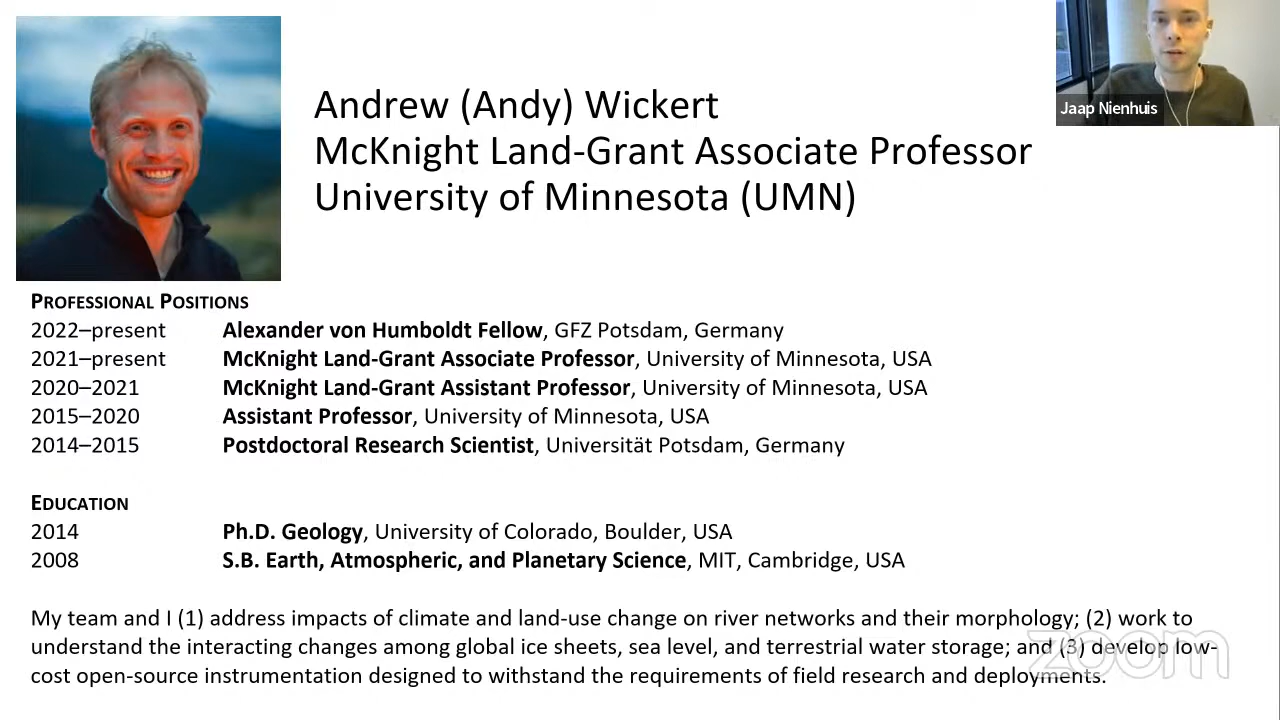 Andrew (Andy) Wickert
McKnight Land-Grant Associate Professor
University of Minnesota (UMN)
Jaap Nienhuis
PROFESSIONAL POSITIONS
2022–present Alexander von Humboldt Fellow, GFZ Potsdam, Germany
2021–present McKnight Land-Grant Associate Professor, University of Minnesota, USA
2020–2021 McKnight Land-Grant Assistant Professor, University of Minnesota, USA
2015–2020 Assistant Professor, University of Minnesota, USA
2014–2015 Postdoctoral Research Scientist, Universität Potsdam, Germany
EDUCATION
2014 Ph.D. Geology, University of Colorado, Boulder, USA
2008 S.B. Earth, Atmospheric, and Planetary Science, MIT, Cambridge, USA
My team and I (1) address impacts of climate and land-use change on river networks and their morphology; (2) work to
understand the interacting changes among global ice sheets, sea level, and terrestrial water storage; and (3) develop low-
cost open-source instrumentation designed to withstand the requirements of field research and deployments.
zoom